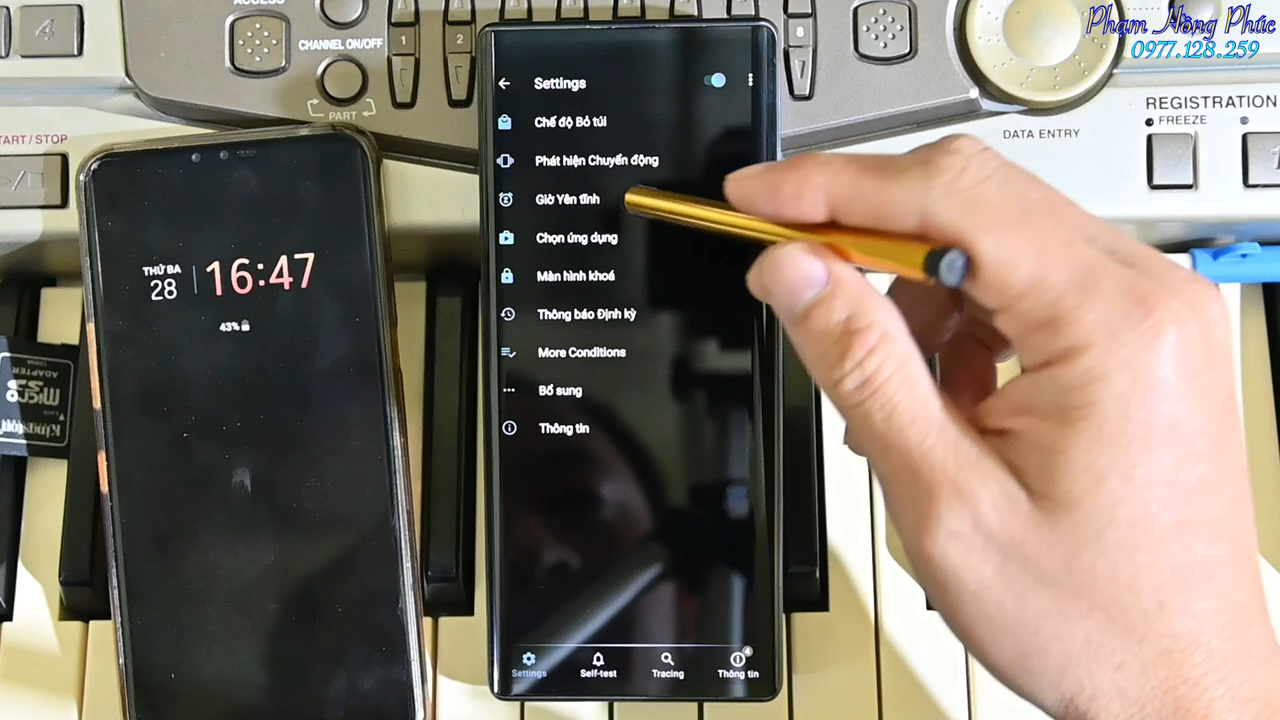 Phạm Hồng Phúc
0977.128.259
ACCESS
4
CHANNEL ON/OFF
PART
1
2
8
START / STOP
DATA ENTRY
REGISTRATION
FREEZE
1
THỨ BA
28
16:47
43%
Settings
Chế độ Bỏ túi
Phát hiện Chuyển động
Giờ Yên tĩnh
Chọn ứng dụng
Màn hình khoá
Thông báo Định kỳ
More Conditions
Bổ sung
Thông tin
Settings
Self-test
Tracing
4
Thông tin
ADAPTER
micro
Kingston